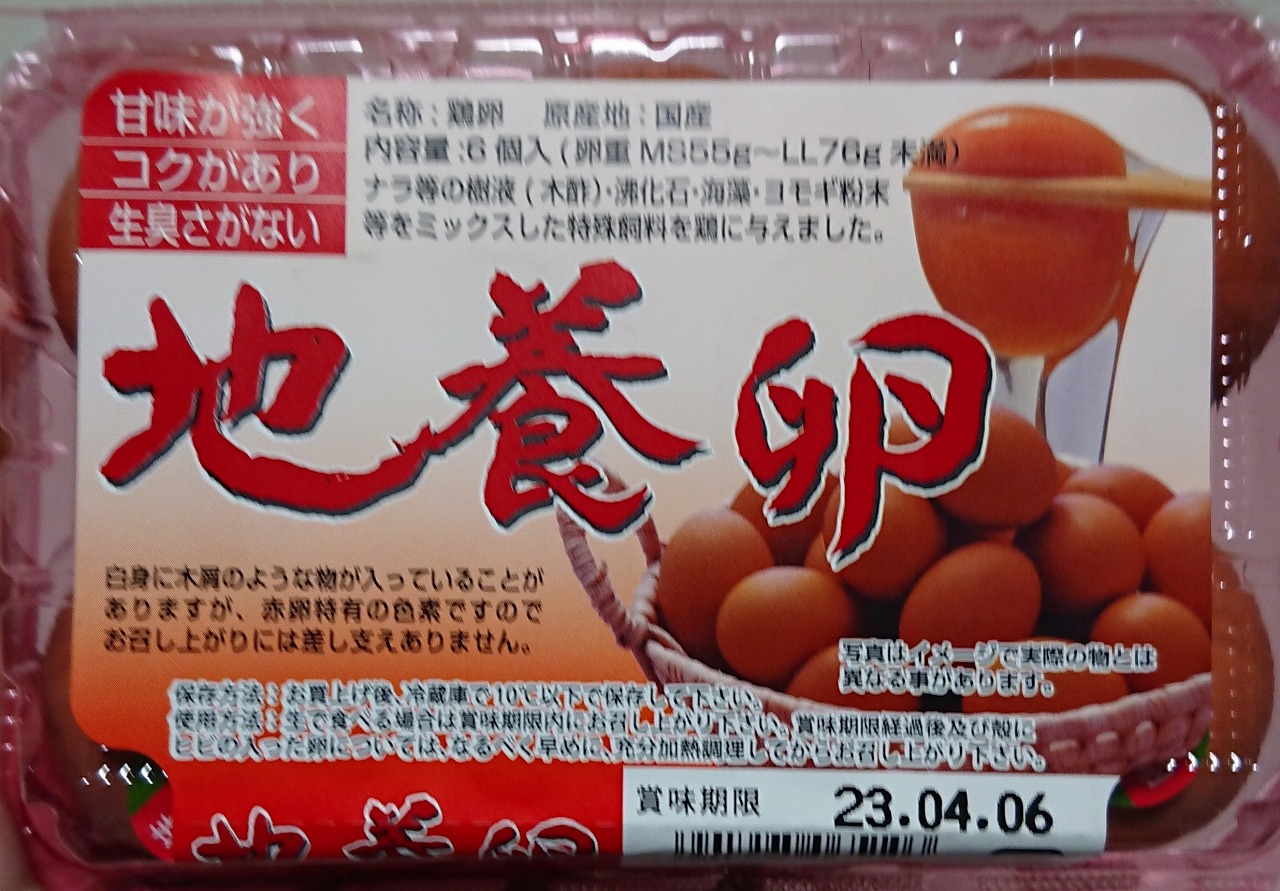 甘味が強く
コクがあり
生臭さがない
名称:鶏卵 原産地:国産
内容量:6個入(卵重MS55g〜LL76g未満)
ナラ等の樹液(木酢)・沸化石・海藻・ヨモギ粉末
等をミックスした特殊飼料を鶏に与えました。
地養卵
白身に木屑のような物が入っていることが
ありますが、赤卵特有の色素ですので
お召し上がりには差し支えありません。
写真はイメージで実際の物とは
異なる事があります。
保存方法:お買上げ後、冷蔵庫で10℃以下で保存して下さい。
使用方法:生で食べる場合は賞味期限内にお召し上がり下さい。賞味期限経過後及び殻に
ヒビの入った卵については、なるべく早めに、充分加熱調理してからお召し上がり下さい。
地養卵
賞味期限 23.04.06